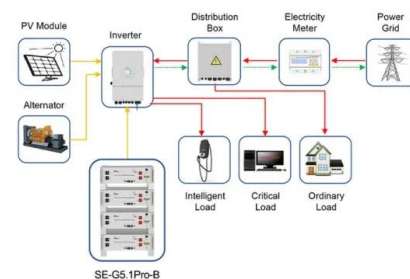 PV Module
Inverter
Distribution
Box
Electricity
Meter
Power
Grid
Alternator
Intelligent
Load
Critical
Load
Ordinary
Load
SE-G5.1Pro-B